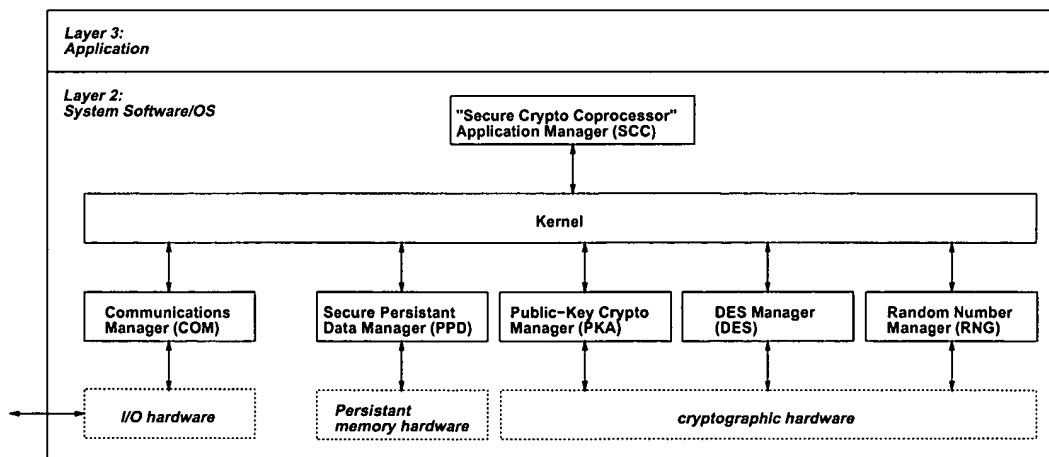 Layer 3:
Application
Layer 2:
System Software/OS
"Secure Crypto Coprocessor"
Application Manager (SCC)
Kernel
Communications
Manager (COM)
Secure Persistant
Data Manager (PPD)
Public-Key Crypto
Manager (PKA)
DES Manager
(DES)
Random Number
Manager (RNG)
I/O hardware
Persistant
memory hardware
cryptographic hardware